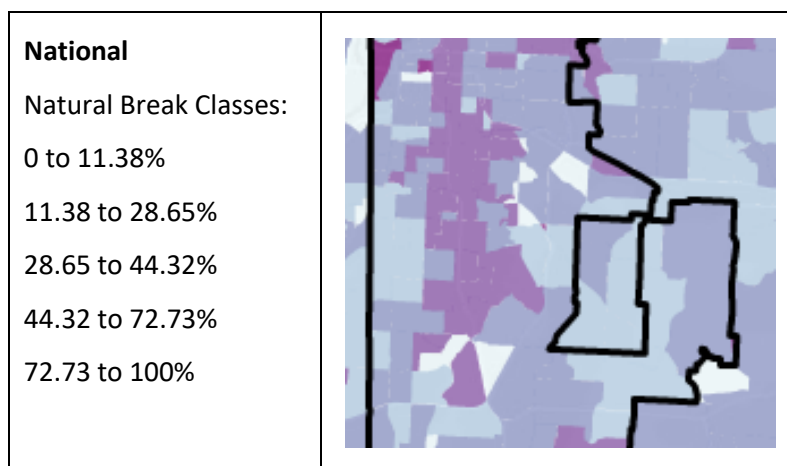 National
Natural Break Classes:
0 to 11.38%
11.38 to 28.65%
28.65 to 44.32%
44.32 to 72.73%
72.73 to 100%